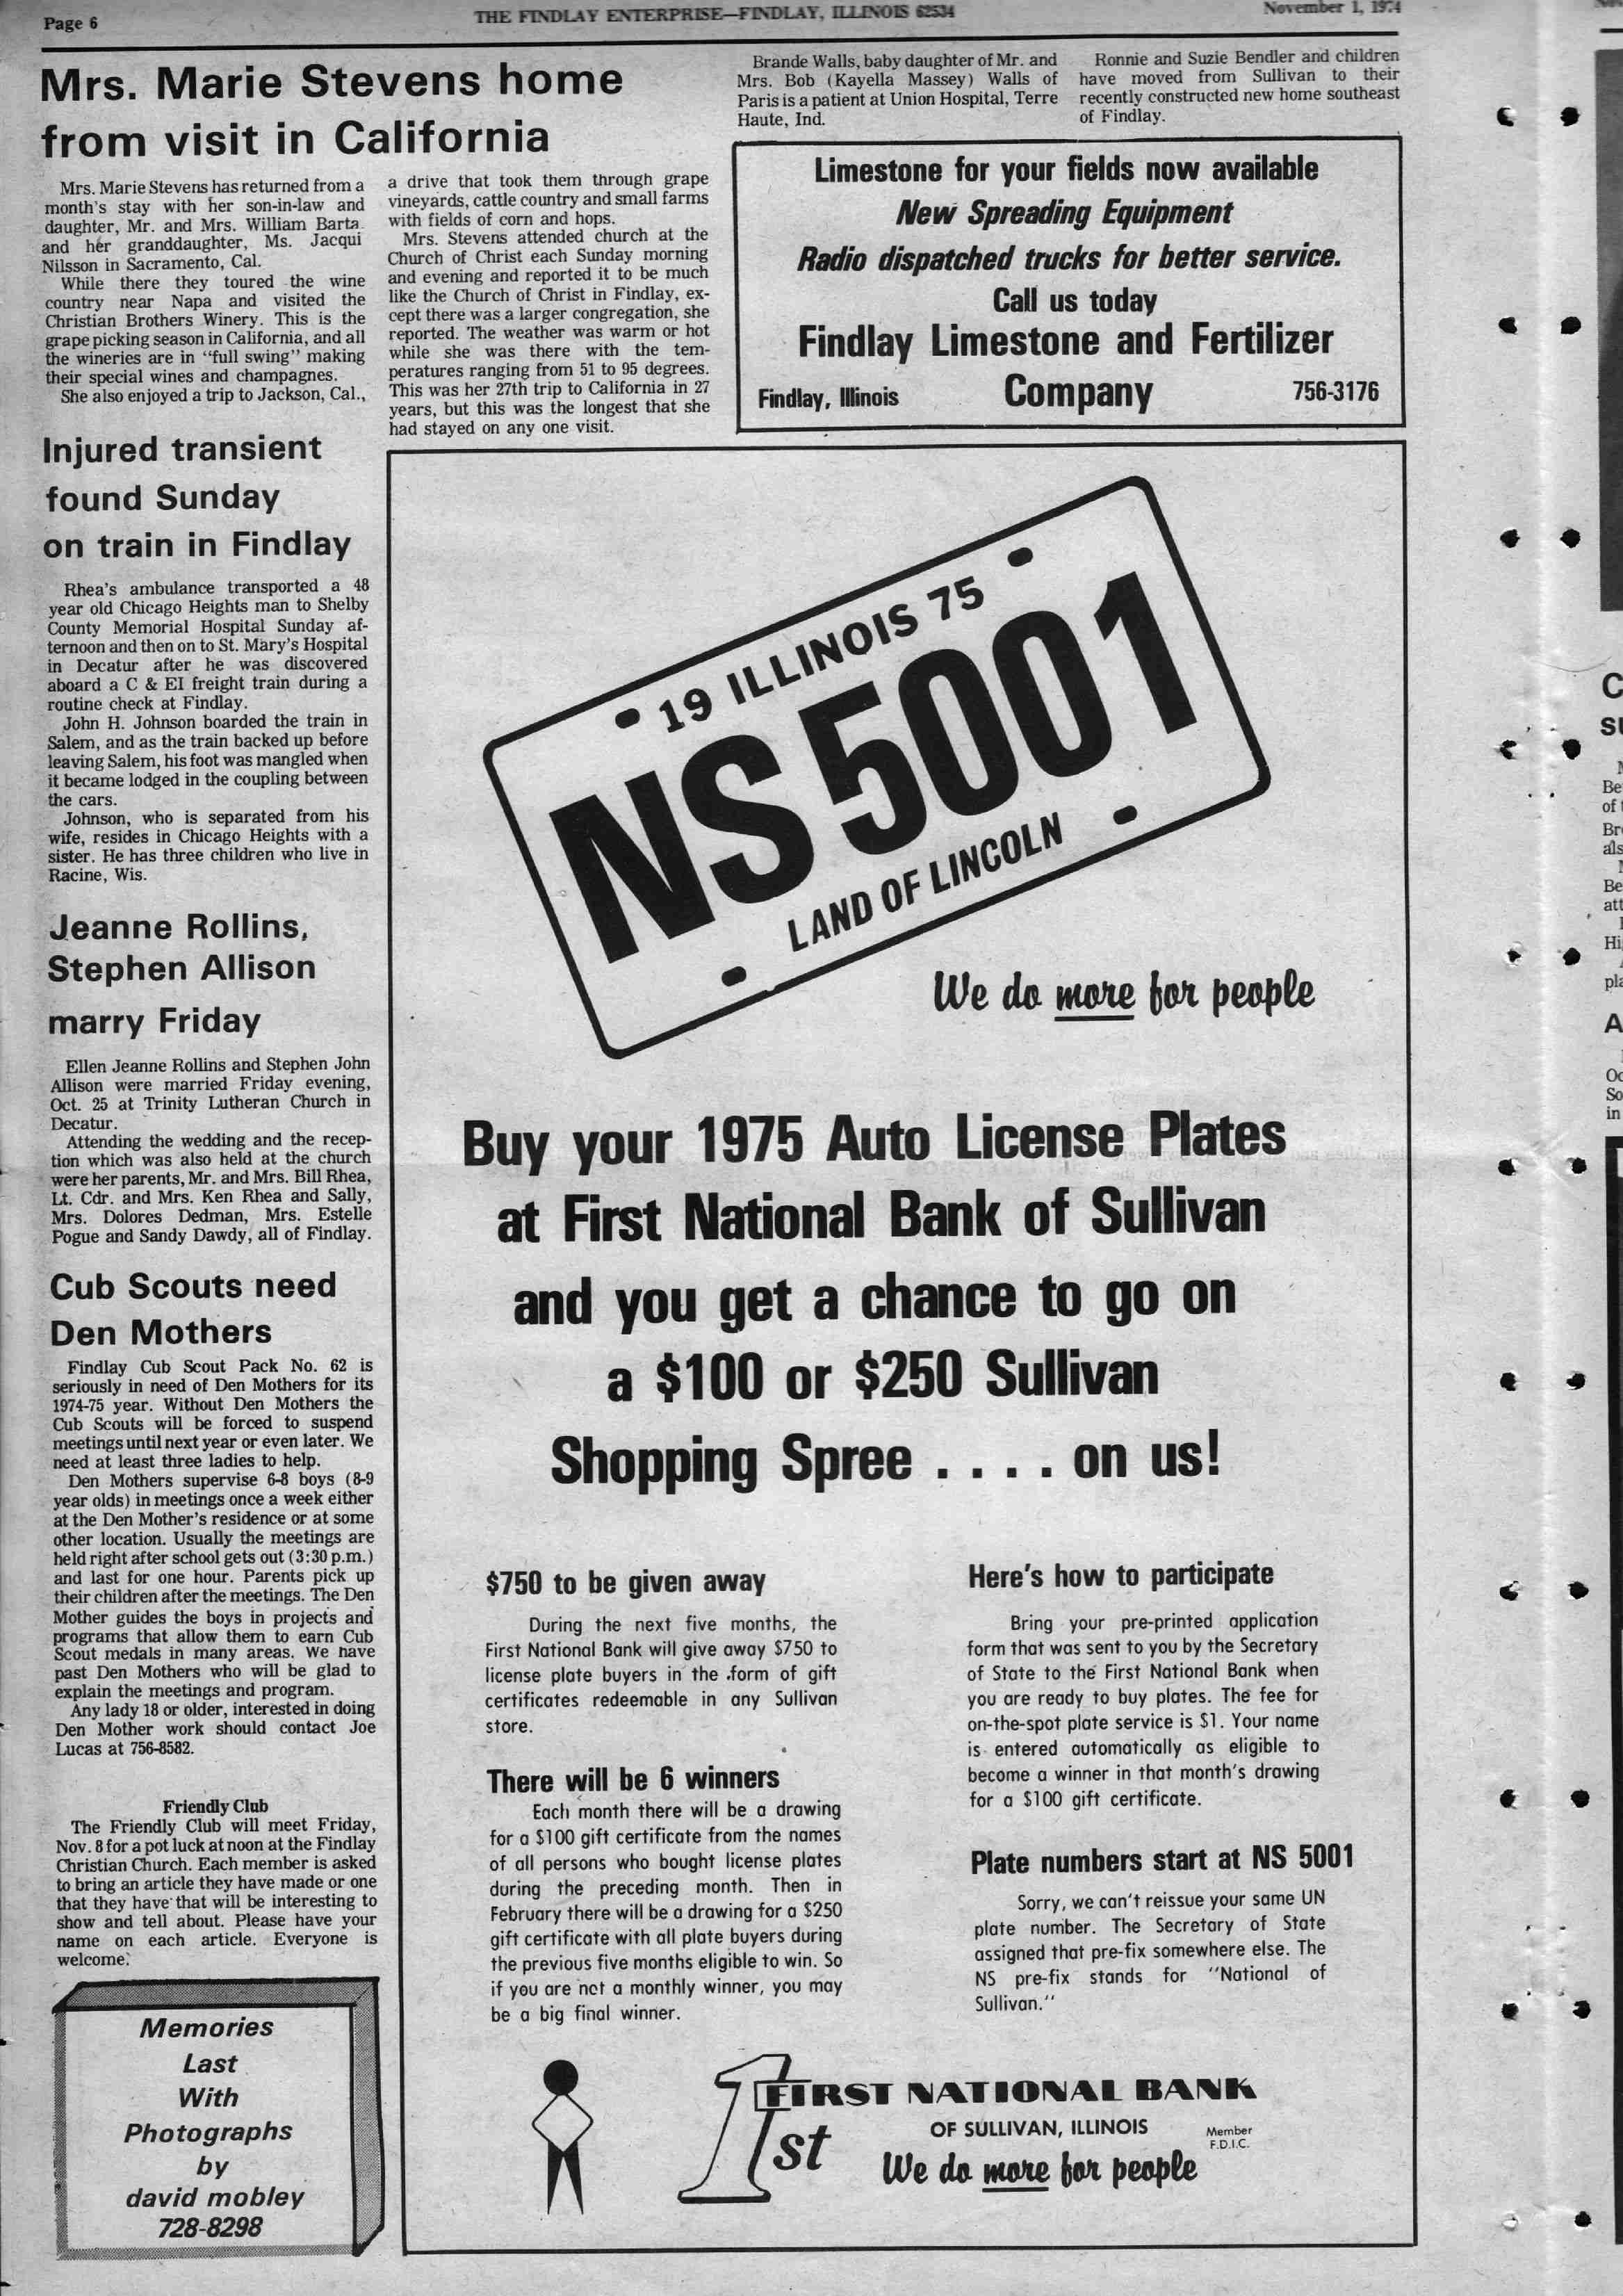 Page 6
THE FINDLAY ENTERPRISE—FINDLAY, ILLINOIS 62534
November 1, 1974
Mrs. Marie Stevens home
from visit in California
Mrs. Marie Stevens has returned from a
month's stay with her son-in-law and
daughter, Mr. and Mrs. William Barta
and her granddaughter, Ms. Jacqui
Nilsson in Sacramento, Cal.
While there they toured the wine
country near Napa and visited the
Christian Brothers Winery. This is the
grape picking season in California, and all
the wineries are in "full swing" making
their special wines and champagnes.
She also enjoyed a trip to Jackson, Cal.,
a drive that took them through grape
vineyards, cattle country and small farms
with fields of corn and hops.
Mrs. Stevens attended church at the
Church of Christ each Sunday morning
and evening and reported it to be much
like the Church of Christ in Findlay, ex-
cept there was a larger congregation, she
reported. The weather was warm or hot
while she was there with the tem-
peratures ranging from 51 to 95 degrees.
This was her 27th trip to California in 27
years, but this was the longest that she
had stayed on any one visit.
Brande Walls, baby daughter of Mr. and
Mrs. Bob (Kayella Massey) Walls of
Paris is a patient at Union Hospital, Terre
Haute, Ind.
Ronnie and Suzie Bendler and children
have moved from Sullivan to their
recently constructed new home southeast
of Findlay.
Limestone for your fields now available
New Spreading Equipment
Radio dispatched trucks for better service.
Call us today
Findlay Limestone and Fertilizer
Findlay, Illinois Company 756-3176
Injured transient
found Sunday
on train in Findlay
Rhea's ambulance transported a 48
year old Chicago Heights man to Shelby
County Memorial Hospital Sunday af-
ternoon and then on to St. Mary's Hospital
in Decatur after he was discovered
aboard a C & EI freight train during a
routine check at Findlay.
John H. Johnson boarded the train in
Salem, and as the train backed up before
leaving Salem, his foot was mangled when
it became lodged in the coupling between
the cars.
Johnson, who is separated from his
wife, resides in Chicago Heights with a
sister. He has three children who live in
Racine, Wis.
Jeanne Rollins,
Stephen Allison
marry Friday
Ellen Jeanne Rollins and Stephen John
Allison were married Friday evening,
Oct. 25 at Trinity Lutheran Church in
Decatur.
Attending the wedding and the recep-
tion which was also held at the church
were her parents, Mr. and Mrs. Bill Rhea,
Lt. Cdr. and Mrs. Ken Rhea and Sally,
Mrs. Dolores Dedman, Mrs. Estelle
Pogue and Sandy Dawdy, all of Findlay.
Cub Scouts need
Den Mothers
Findlay Cub Scout Pack No. 62 is
seriously in need of Den Mothers for its
1974-75 year. Without Den Mothers the
Cub Scouts will be forced to suspend
meetings until next year or even later. We
need at least three ladies to help.
Den Mothers supervise 6-8 boys (8-9
year olds) in meetings once a week either
at the Den Mother's residence or at some
other location. Usually the meetings are
held right after school gets out (3:30 p.m.)
and last for one hour. Parents pick up
their children after the meetings. The Den
Mother guides the boys in projects and
programs that allow them to earn Cub
Scout medals in many areas. We have
past Den Mothers who will be glad to
explain the meetings and program.
Any lady 18 or older, interested in doing
Den Mother work should contact Joe
Lucas at 756-8582.
Friendly Club
The Friendly Club will meet Friday,
Nov. 8 for a pot luck at noon at the Findlay
Christian Church. Each member is asked
to bring an article they have made or one
that they have that will be interesting to
show and tell about. Please have your
name on each article. Everyone is
welcome.
Memories
Last
With
Photographs
by
david mobley
728-8298
19 ILLINOIS 75
NS 5001
LAND OF LINCOLN
We do more for people
Buy your 1975 Auto License Plates
at First National Bank of Sullivan
and you get a chance to go on
a $100 or $250 Sullivan
Shopping Spree . . . . on us!
$750 to be given away
During the next five months, the
First National Bank will give away $750 to
license plate buyers in the form of gift
certificates redeemable in any Sullivan
store.
There will be 6 winners
Each month there will be a drawing
for a $100 gift certificate from the names
of all persons who bought license plates
during the preceding month. Then in
February there will be a drawing for a $250
gift certificate with all plate buyers during
the previous five months eligible to win. So
if you are not a monthly winner, you may
be a big final winner.
Here's how to participate
Bring your pre-printed application
form that was sent to you by the Secretary
of State to the First National Bank when
you are ready to buy plates. The fee for
on-the-spot plate service is $1. Your name
is entered automatically as eligible to
become a winner in that month's drawing
for a $100 gift certificate.
Plate numbers start at NS 5001
Sorry, we can't reissue your same UN
plate number. The Secretary of State
assigned that pre-fix somewhere else. The
NS pre-fix stands for "National of
Sullivan."
1st
FIRST NATIONAL BANK
OF SULLIVAN, ILLINOIS
Member
F.D.I.C.
We do more for people